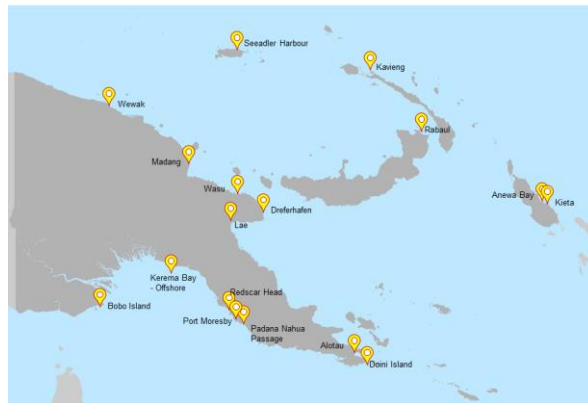 Seeadler Harbour
Kavieng
Wewak
Rabaul
Madang
Wasu
Anewa Bay
Kieta
Dreferhafen
Lae
Kerema Bay
- Offshore
Redscar Head
Bobo Island
Port Moresby
Padana Nahua
Passage
Alotau
Doini Island